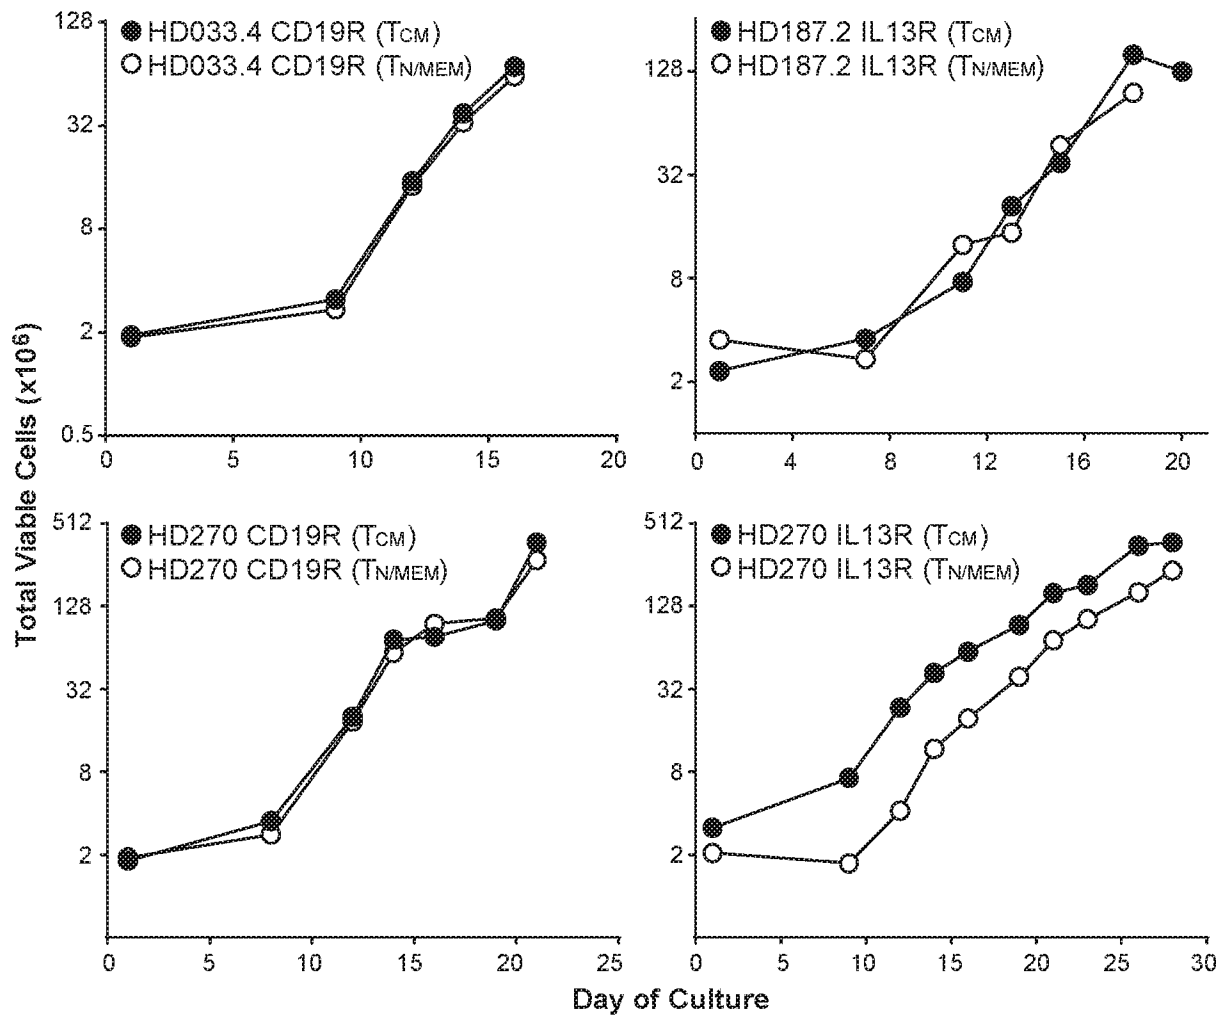 Total Viable Cells (x10⁶)
128
32
8
2
0.5
0 5 10 15 20
HD033.4 CD19R (TCM)
HD033.4 CD19R (TN/MEM)
128
32
8
2
0 4 8 12 16 20
HD187.2 IL13R (TCM)
HD187.2 IL13R (TN/MEM)
512
128
32
8
2
0 5 10 15 20 25
HD270 CD19R (TCM)
HD270 CD19R (TN/MEM)
512
128
32
8
2
0 5 10 15 20 25 30
HD270 IL13R (TCM)
HD270 IL13R (TN/MEM)
Day of Culture